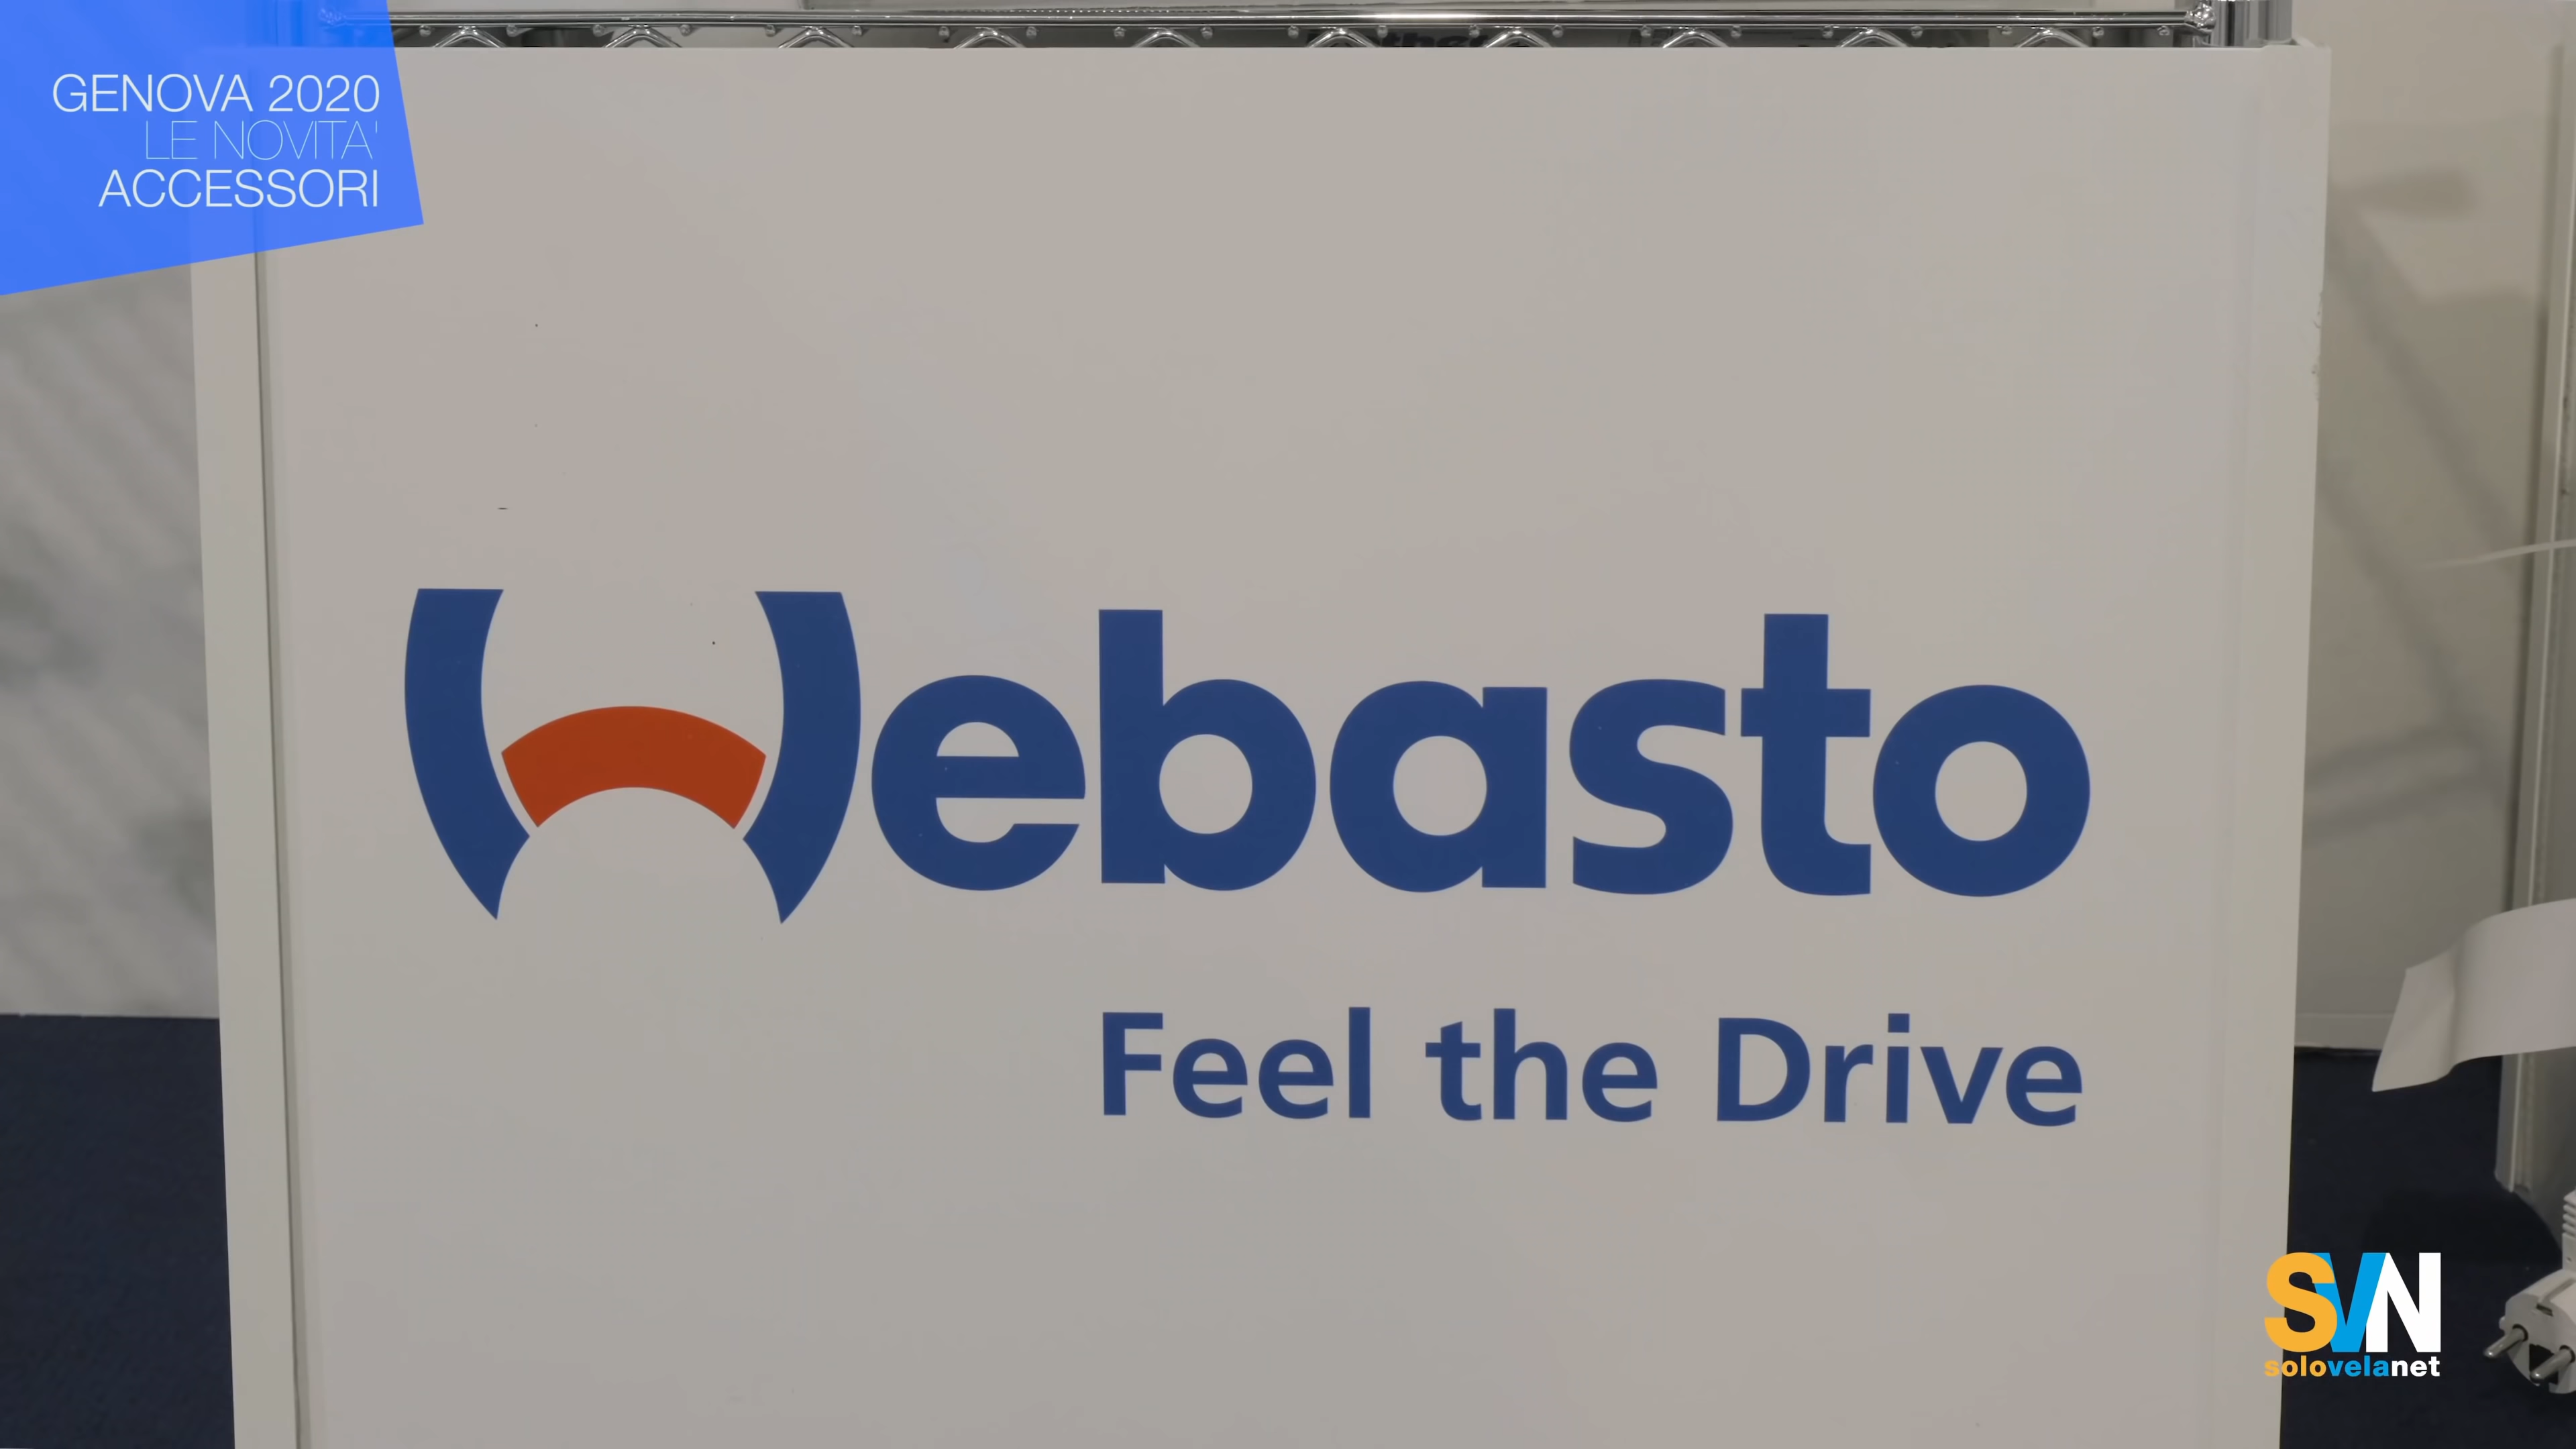 GENOVA 2020
LE NOVITA'
ACCESSORI
Webasto
Feel the Drive
SVN
solovelanet